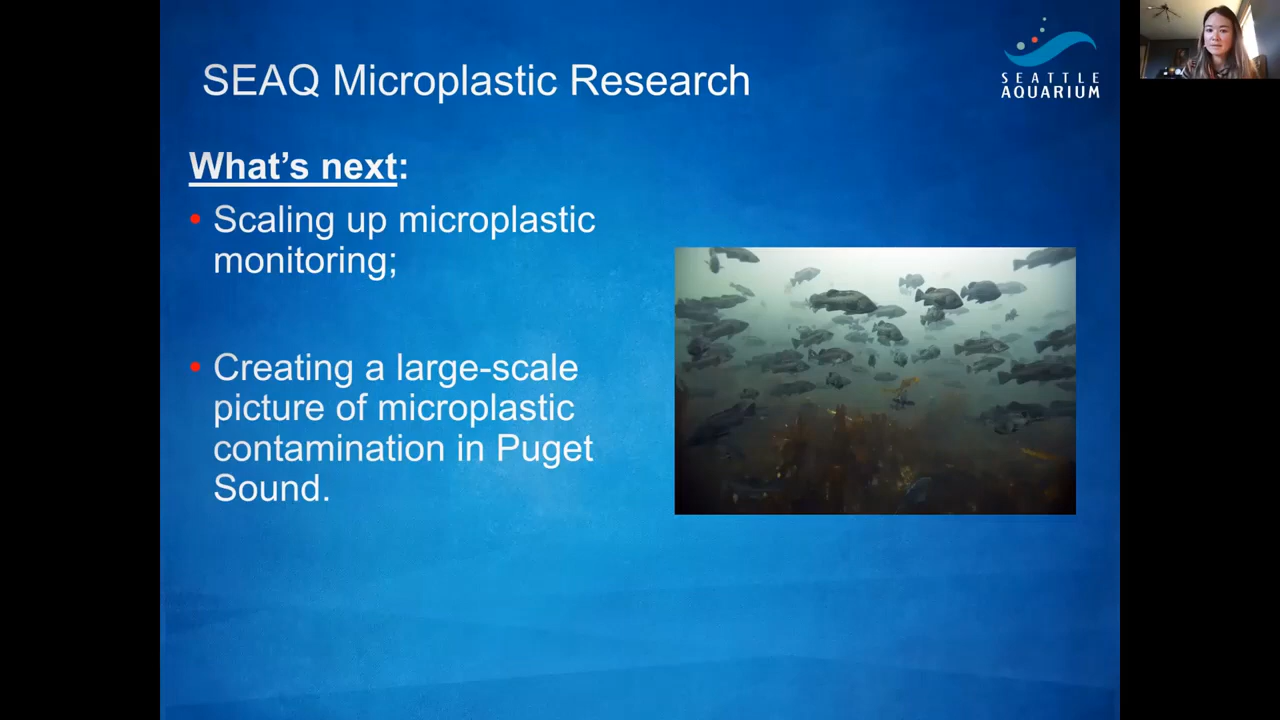 SEAQ Microplastic Research
SEATTLE
AQUARIUM
What's next:
• Scaling up microplastic
monitoring;
• Creating a large-scale
picture of microplastic
contamination in Puget
Sound.